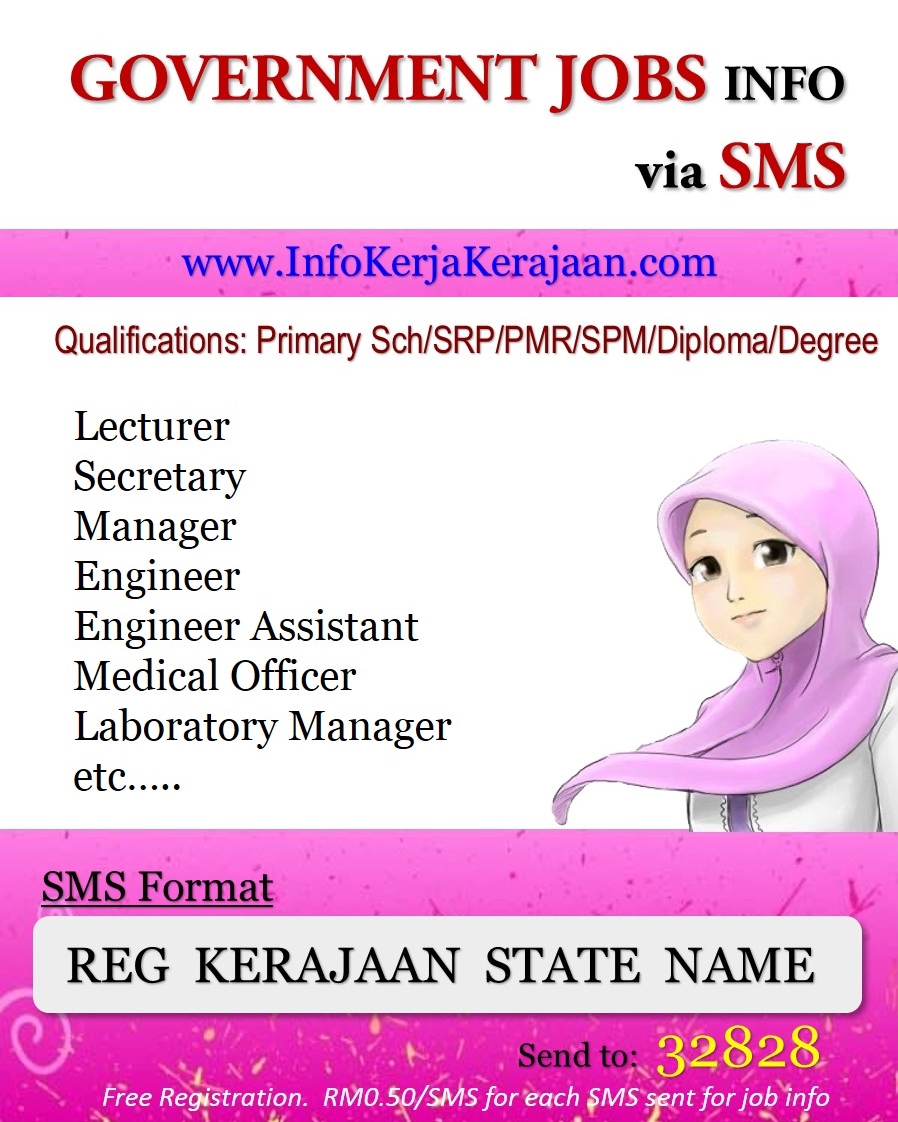 GOVERNMENT JOBS INFO
via SMS
www.InfoKerjaKerajaan.com
Qualifications: Primary Sch/SRP/PMR/SPM/Diploma/Degree
Lecturer
Secretary
Manager
Engineer
Engineer Assistant
Medical Officer
Laboratory Manager
etc.....
SMS Format
REG KERAJAAN STATE NAME
Send to: 32828
Free Registration. RM0.50/SMS for each SMS sent for job info